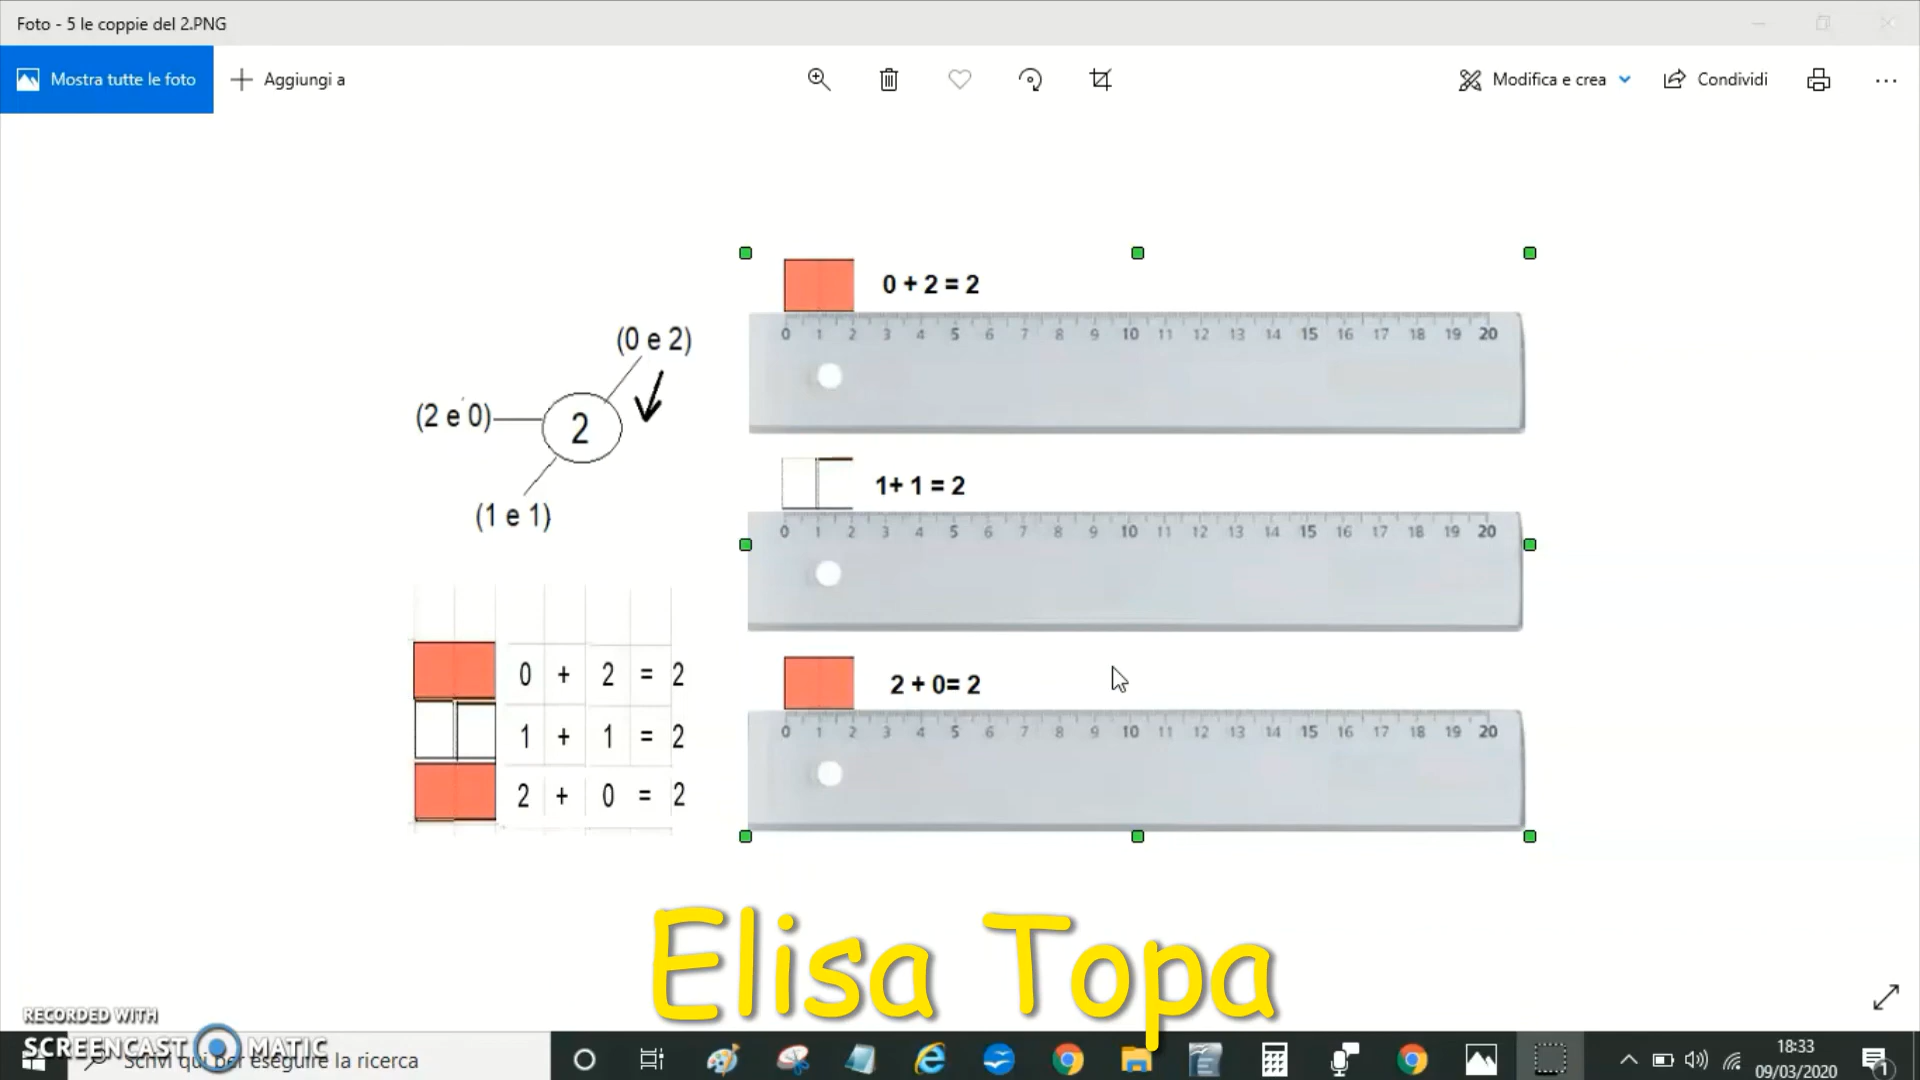 Foto - 5 le coppie del 2.PNG
Mostra tutte le foto
Aggiungi a
Modifica e crea
Condividi
0 + 2 = 2
0 1 2 3 4 5 6 7 8 9 10 11 12 13 14 15 16 17 18 19 20
(0 e 2)
(2 e 0)
2
(1 e 1)
1+ 1 = 2
0 1 2 3 4 5 6 7 8 9 10 11 12 13 14 15 16 17 18 19 20
0 + 2 = 2
1 + 1 = 2
2 + 0 = 2
2 + 0= 2
0 1 2 3 4 5 6 7 8 9 10 11 12 13 14 15 16 17 18 19 20
Elisa Topa
RECORDED WITH
SCREENCAST MATIC
Scrivi qui per eseguire la ricerca
18:33
09/03/2020
1